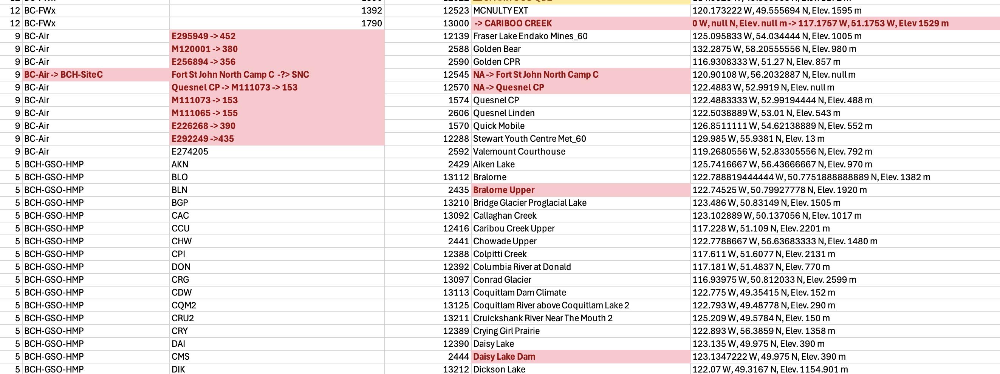 12 BC-FWx 1392 12523 MCNULTY EXT 120.173222 W, 49.555694 N, Elev. 1595 m
12 BC-FWx 1790 13000 -> CARIBOO CREEK 0 W, null N, Elev. null m -> 117.1757 W, 51.1753 W, Elev 1529 m
9 BC-Air E295949 -> 452 12139 Fraser Lake Endako Mines_60 125.095833 W, 54.034444 N, Elev. 1005 m
9 BC-Air M120001 -> 380 2588 Golden Bear 132.2875 W, 58.20555556 N, Elev. 980 m
9 BC-Air E256894 -> 356 2590 Golden CPR 116.9308333 W, 51.27 N, Elev. 857 m
9 BC-Air -> BCH-SiteC Fort St John North Camp C -?> SNC 12545 NA -> Fort St John North Camp C 120.90108 W, 56.2032887 N, Elev. null m
9 BC-Air Quesnel CP -> M111073 -> 153 12570 NA -> Quesnel CP 122.4883 W, 52.9919 N, Elev. null m
9 BC-Air M111073 -> 153 1574 Quesnel CP 122.4883333 W, 52.99194444 N, Elev. 488 m
9 BC-Air M111065 -> 155 2606 Quesnel Linden 122.5038889 W, 53.01 N, Elev. 543 m
9 BC-Air E226268 -> 390 1570 Quick Mobile 126.8511111 W, 54.62138889 N, Elev. 552 m
9 BC-Air E292249 ->435 12288 Stewart Youth Centre Met_60 129.985 W, 55.9381 N, Elev. 13 m
9 BC-Air E274205 2592 Valemount Courthouse 119.2680556 W, 52.83305556 N, Elev. 792 m
5 BCH-GSO-HMP AKN 2429 Aiken Lake 125.7416667 W, 56.43666667 N, Elev. 970 m
5 BCH-GSO-HMP BLO 13112 Bralorne 122.788819444444 W, 50.7751888888889 N, Elev. 1382 m
5 BCH-GSO-HMP BLN 2435 Bralorne Upper 122.74525 W, 50.79927778 N, Elev. 1920 m
5 BCH-GSO-HMP BGP 13210 Bridge Glacier Proglacial Lake 123.486 W, 50.83149 N, Elev. 1505 m
5 BCH-GSO-HMP CAC 13092 Callaghan Creek 123.102889 W, 50.137056 N, Elev. 1017 m
5 BCH-GSO-HMP CCU 12416 Caribou Creek Upper 117.228 W, 51.109 N, Elev. 2201 m
5 BCH-GSO-HMP CHW 2441 Chowade Upper 122.7788667 W, 56.63683333 N, Elev. 1480 m
5 BCH-GSO-HMP CPI 12388 Colpitti Creek 117.611 W, 51.6077 N, Elev. 2131 m
5 BCH-GSO-HMP DON 12392 Columbia River at Donald 117.181 W, 51.4837 N, Elev. 770 m
5 BCH-GSO-HMP CRG 13097 Conrad Glacier 116.93975 W, 50.812033 N, Elev. 2599 m
5 BCH-GSO-HMP CDW 13113 Coquitlam Dam Climate 122.775 W, 49.35415 N, Elev. 152 m
5 BCH-GSO-HMP CQM2 13125 Coquitlam River above Coquitlam Lake 2 122.793 W, 49.48778 N, Elev. 290 m
5 BCH-GSO-HMP CRU2 13211 Cruickshank River Near The Mouth 2 125.209 W, 49.5784 N, Elev. 150 m
5 BCH-GSO-HMP CRY 12389 Crying Girl Prairie 122.893 W, 56.3859 N, Elev. 1358 m
5 BCH-GSO-HMP DAI 12390 Daisy Lake 123.135 W, 49.975 N, Elev. 390 m
5 BCH-GSO-HMP CMS 2444 Daisy Lake Dam 123.1347222 W, 49.975 N, Elev. 390 m
5 BCH-GSO-HMP DIK 13212 Dickson Lake 122.07 W, 49.3167 N, Elev. 1154.901 m